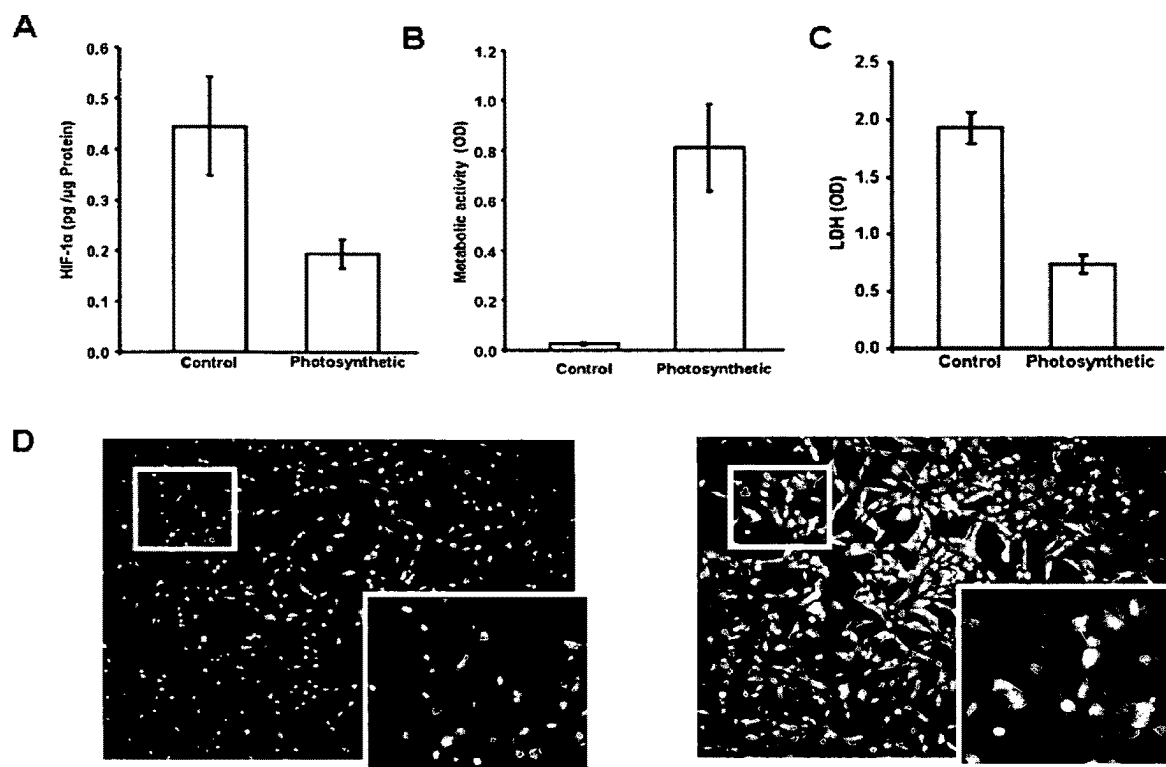 A
HIF-1α (pg /µg Protein)
0.6
0.5
0.4
0.3
0.2
0.1
0.0
Control Photosynthetic
B
Metabolic activity (OD)
1.2
1.0
0.8
0.6
0.4
0.2
0.0
Control Photosynthetic
C
LDH (OD)
2.5
2.0
1.5
1.0
0.5
0.0
Control Photosynthetic
D